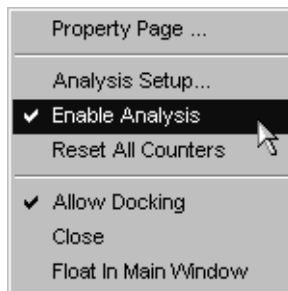 Property Page ...
Analysis Setup...
Enable Analysis
Reset All Counters
Allow Docking
Close
Float In Main Window